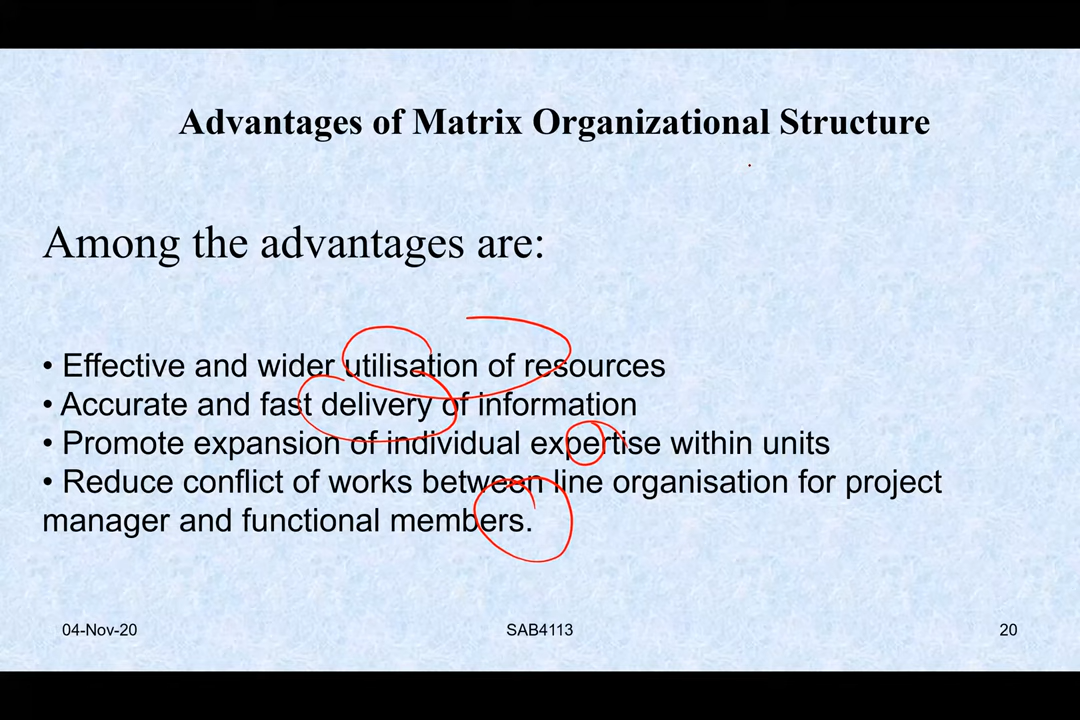 Advantages of Matrix Organizational Structure
Among the advantages are:
• Effective and wider utilisation of resources
• Accurate and fast delivery of information
• Promote expansion of individual expertise within units
• Reduce conflict of works between line organisation for project
manager and functional members.
04-Nov-20 SAB4113 20